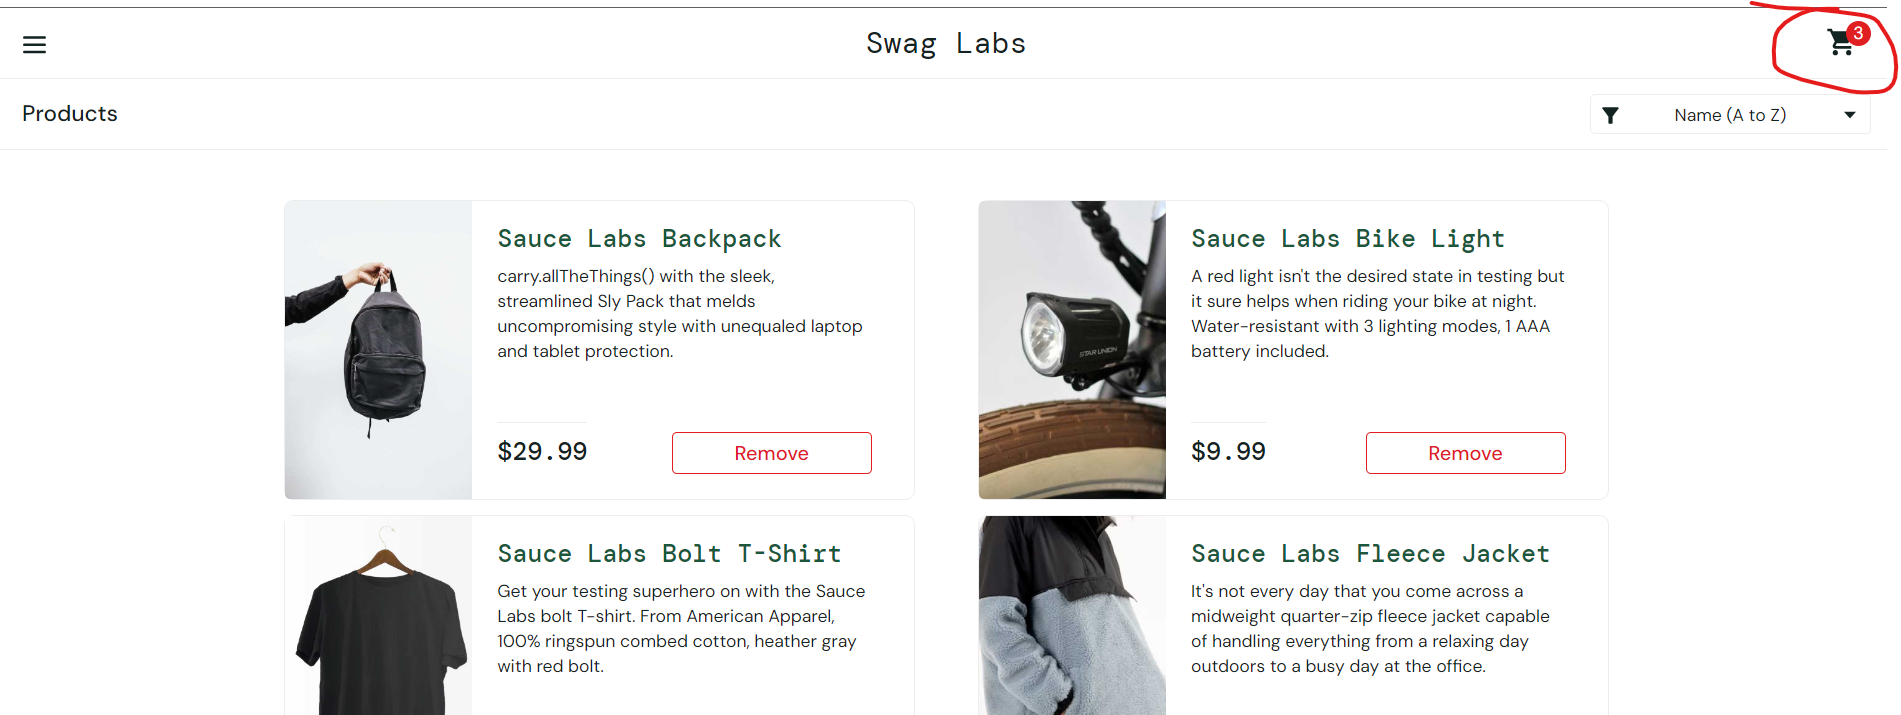 Swag Labs
3
Products
Name (A to Z)
Sauce Labs Backpack
carry.allTheThings() with the sleek,
streamlined Sly Pack that melds
uncompromising style with unequaled laptop
and tablet protection.
$29.99
Remove
Sauce Labs Bike Light
A red light isn't the desired state in testing but
it sure helps when riding your bike at night.
Water-resistant with 3 lighting modes, 1 AAA
battery included.
STAR UNION
$9.99
Remove
Sauce Labs Bolt T-Shirt
Get your testing superhero on with the Sauce
Labs bolt T-shirt. From American Apparel,
100% ringspun combed cotton, heather gray
with red bolt.
Sauce Labs Fleece Jacket
It's not every day that you come across a
midweight quarter-zip fleece jacket capable
of handling everything from a relaxing day
outdoors to a busy day at the office.